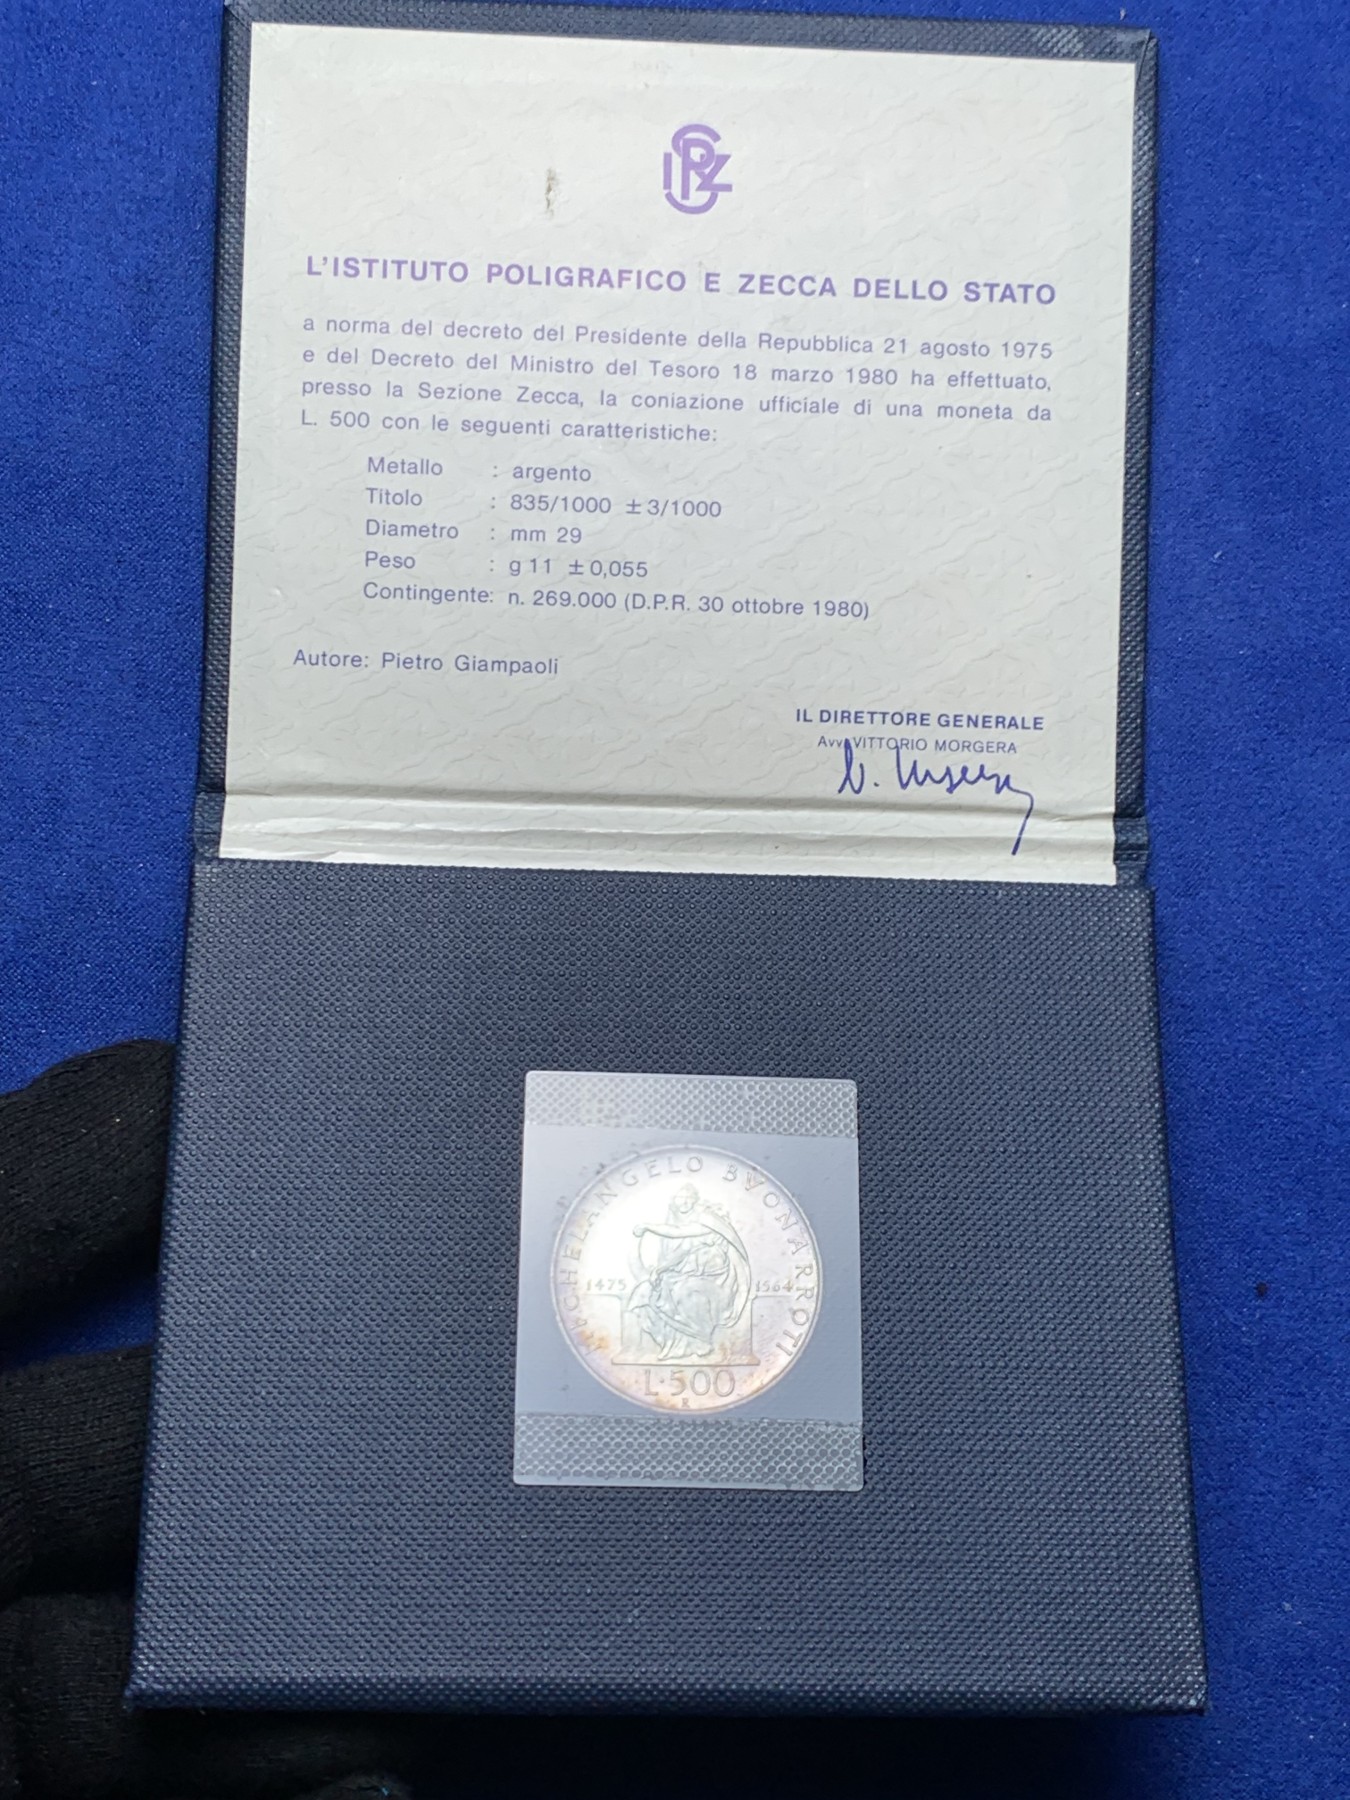 IPZS
L'ISTITUTO POLIGRAFICO E ZECCA DELLO STATO
a norma del decreto del Presidente della Repubblica 21 agosto 1975
e del Decreto del Ministro del Tesoro 18 marzo 1980 ha effettuato,
presso la Sezione Zecca, la coniazione ufficiale di una moneta da
L. 500 con le seguenti caratteristiche:
Metallo : argento
Titolo : 835/1000 ± 3/1000
Diametro : mm 29
Peso : g 11 ± 0,055
Contingente: n. 269.000 (D.P.R. 30 ottobre 1980)
Autore: Pietro Giampaoli
IL DIRETTORE GENERALE
Avv. VITTORIO MORGERA
MICHELANGELO BVONARROTI
1475 1564
L·500
R